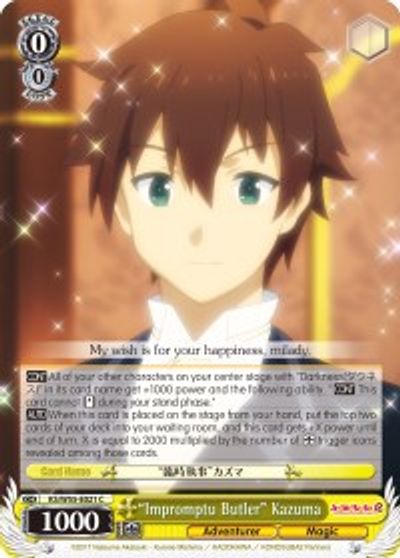 0
0
My wish is for your happiness, milady.
CONT All of your other characters on your center stage with "Darkness/ダクネ
ス" in its card name get +1000 power and the following ability. "CONT This
card cannot during your stand phase."
AUTO When this card is placed on the stage from your hand, put the top two
cards of your deck into your waiting room, and this card gets +X power until
end of turn. X is equal to 2000 multiplied by the number of trigger icons
revealed among those cards.
Card Name "臨時執事" カズマ
C
1000 "Impromptu Butler" Kazuma
Adventurer Magic